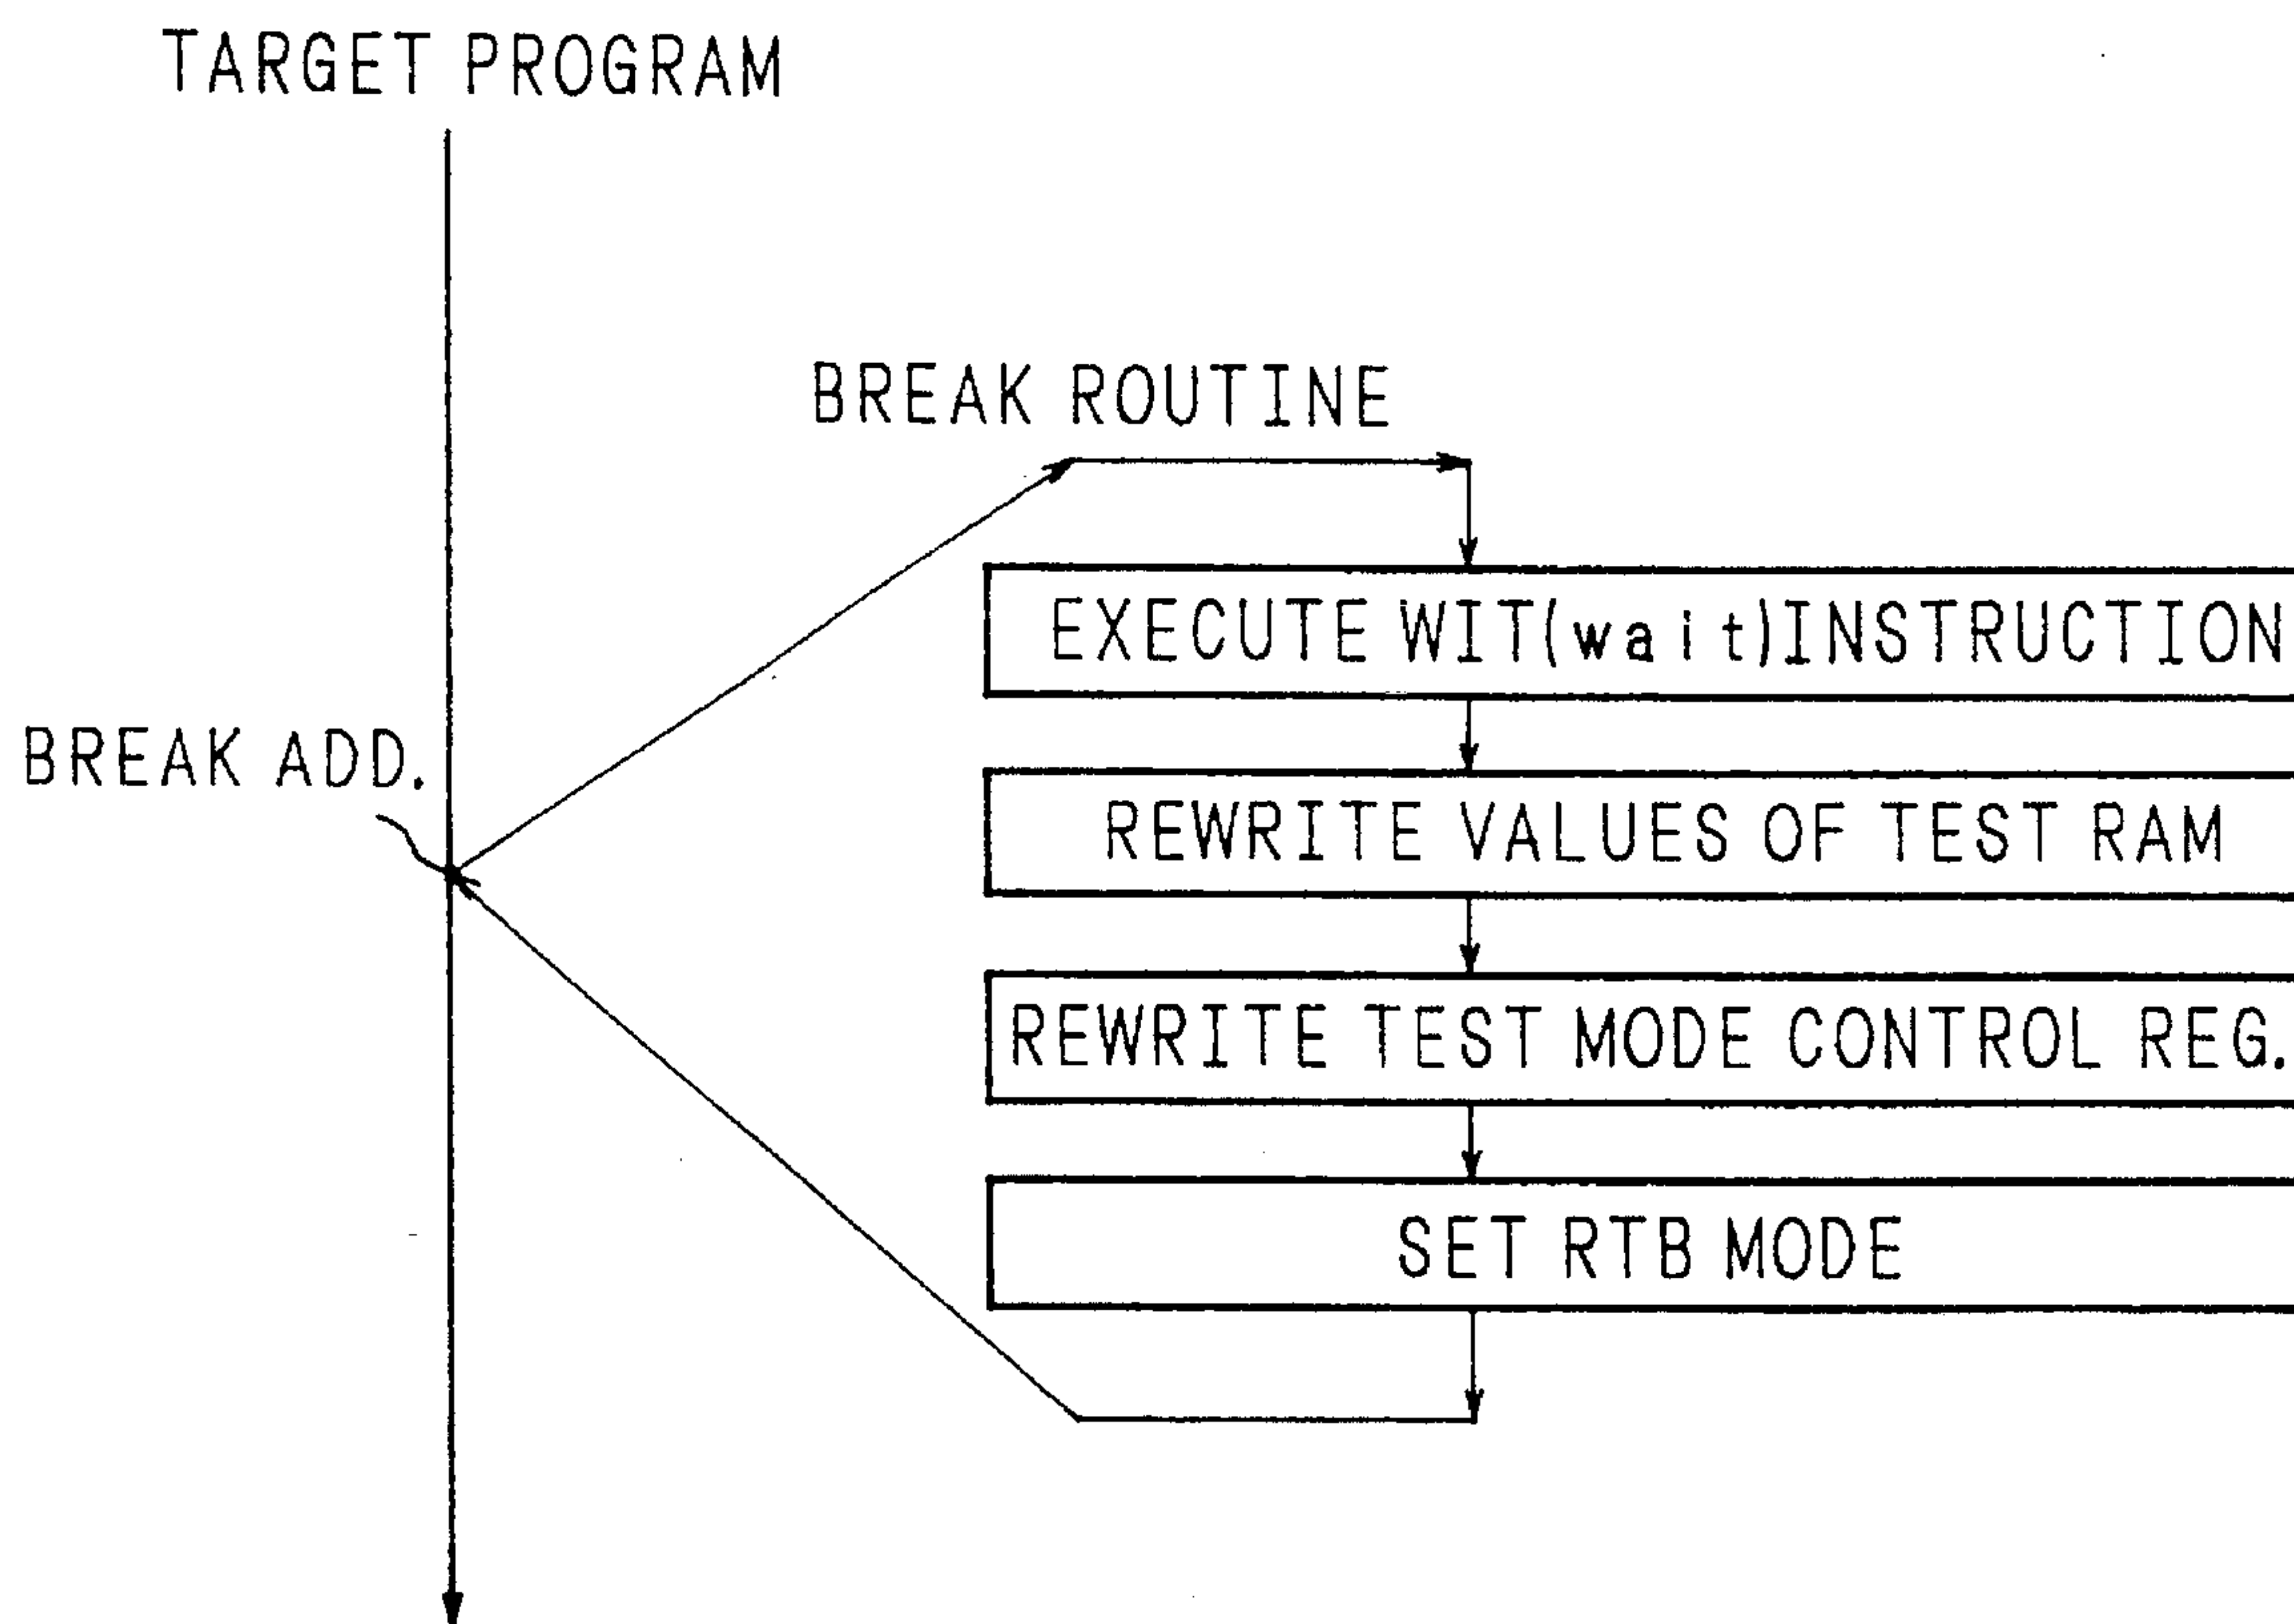 TARGET PROGRAM
BREAK ROUTINE
EXECUTE WIT(wait)INSTRUCTION
BREAK ADD.
REWRITE VALUES OF TEST RAM
REWRITE TEST MODE CONTROL REG.
SET RTB MODE